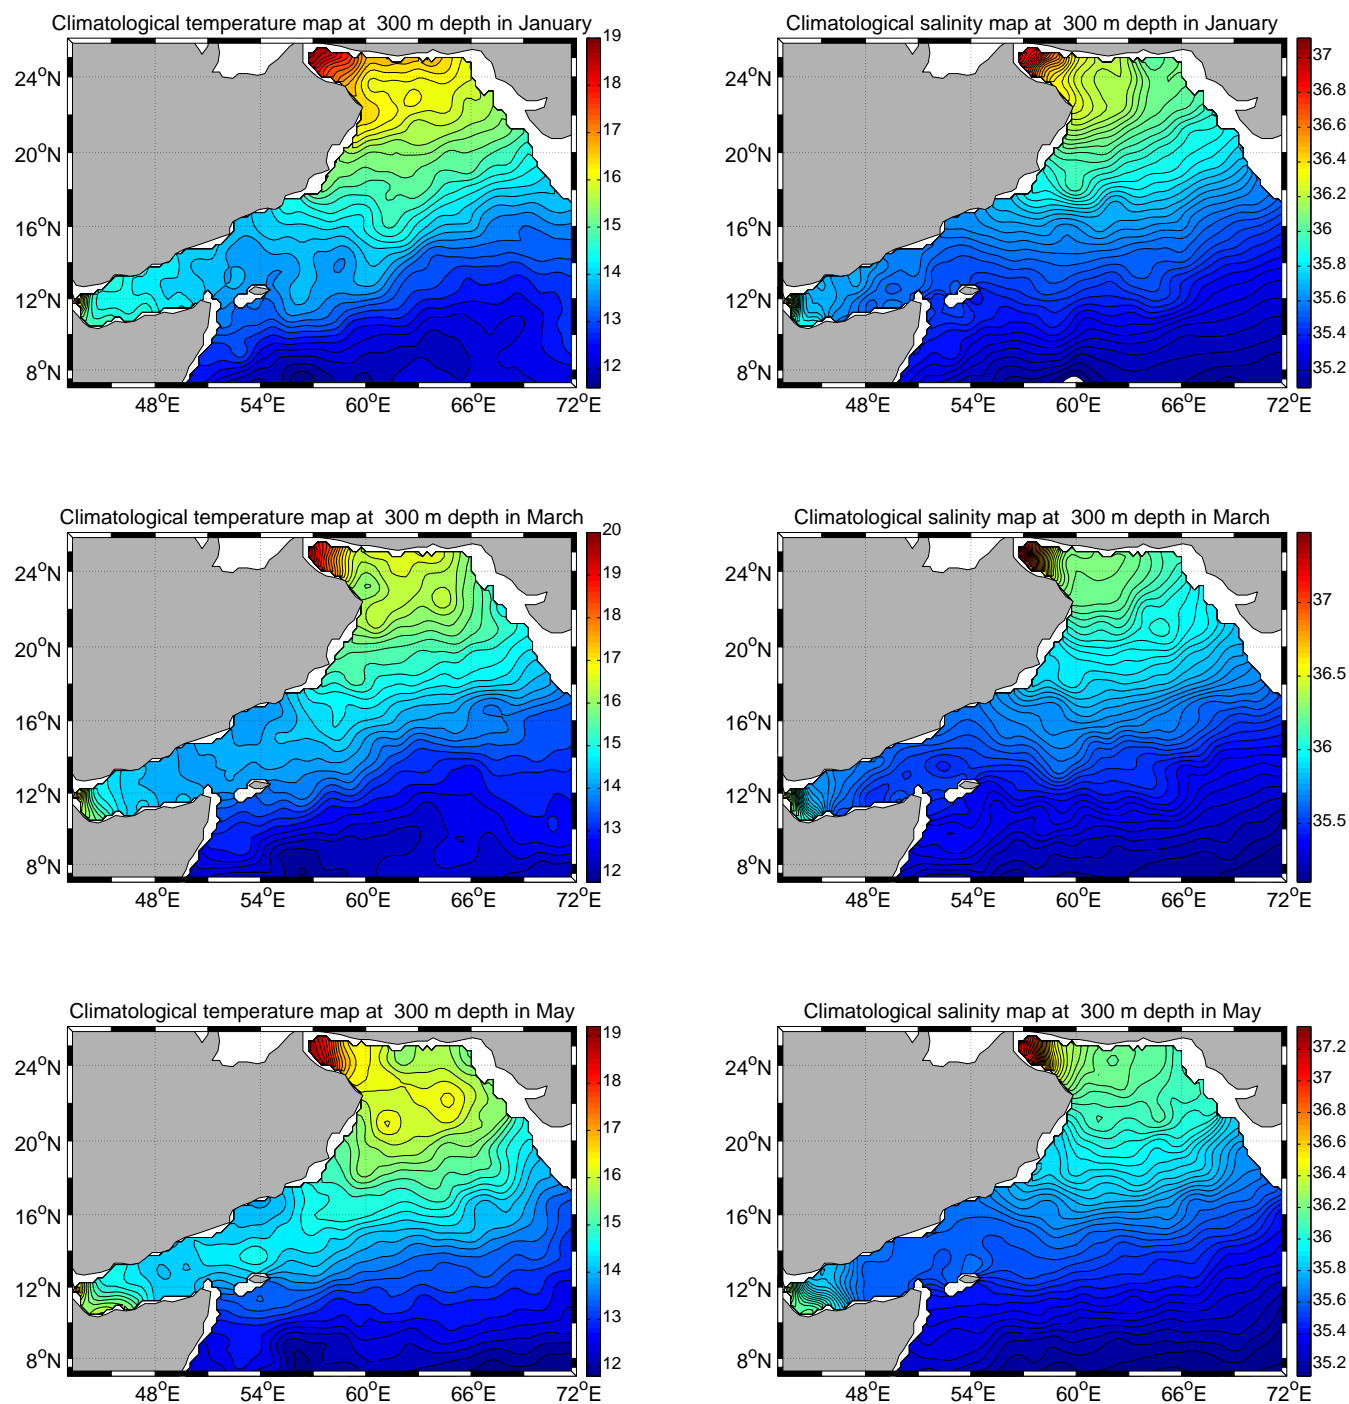 Climatological temperature map at  300 m depth in January
24°N
20°N
16°N
12°N
8°N
48°E 54°E 60°E 66°E 72°E
19
18
17
16
15
14
13
12
Climatological salinity map at  300 m depth in January
24°N
20°N
16°N
12°N
8°N
48°E 54°E 60°E 66°E 72°E
37
36.8
36.6
36.4
36.2
36
35.8
35.6
35.4
35.2
Climatological temperature map at  300 m depth in March
24°N
20°N
16°N
12°N
8°N
48°E 54°E 60°E 66°E 72°E
20
19
18
17
16
15
14
13
12
Climatological salinity map at  300 m depth in March
24°N
20°N
16°N
12°N
8°N
48°E 54°E 60°E 66°E 72°E
37
36.5
36
35.5
Climatological temperature map at  300 m depth in May
24°N
20°N
16°N
12°N
8°N
48°E 54°E 60°E 66°E 72°E
19
18
17
16
15
14
13
12
Climatological salinity map at  300 m depth in May
24°N
20°N
16°N
12°N
8°N
48°E 54°E 60°E 66°E 72°E
37.2
37
36.8
36.6
36.4
36.2
36
35.8
35.6
35.4
35.2